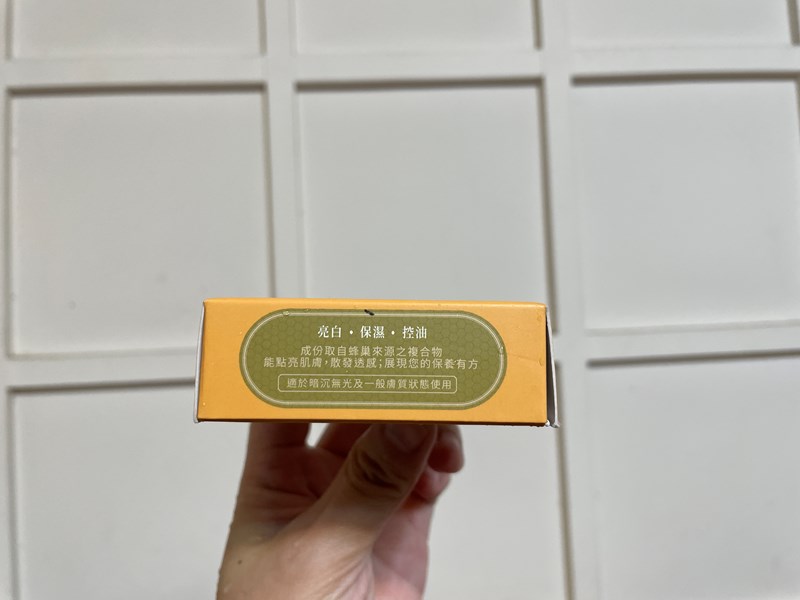 亮白・保濕・控油
成份取自蜂巢來源之複合物
能點亮肌膚，散發透感；展現您的保養有方
適於暗沉無光及一般膚質狀態使用